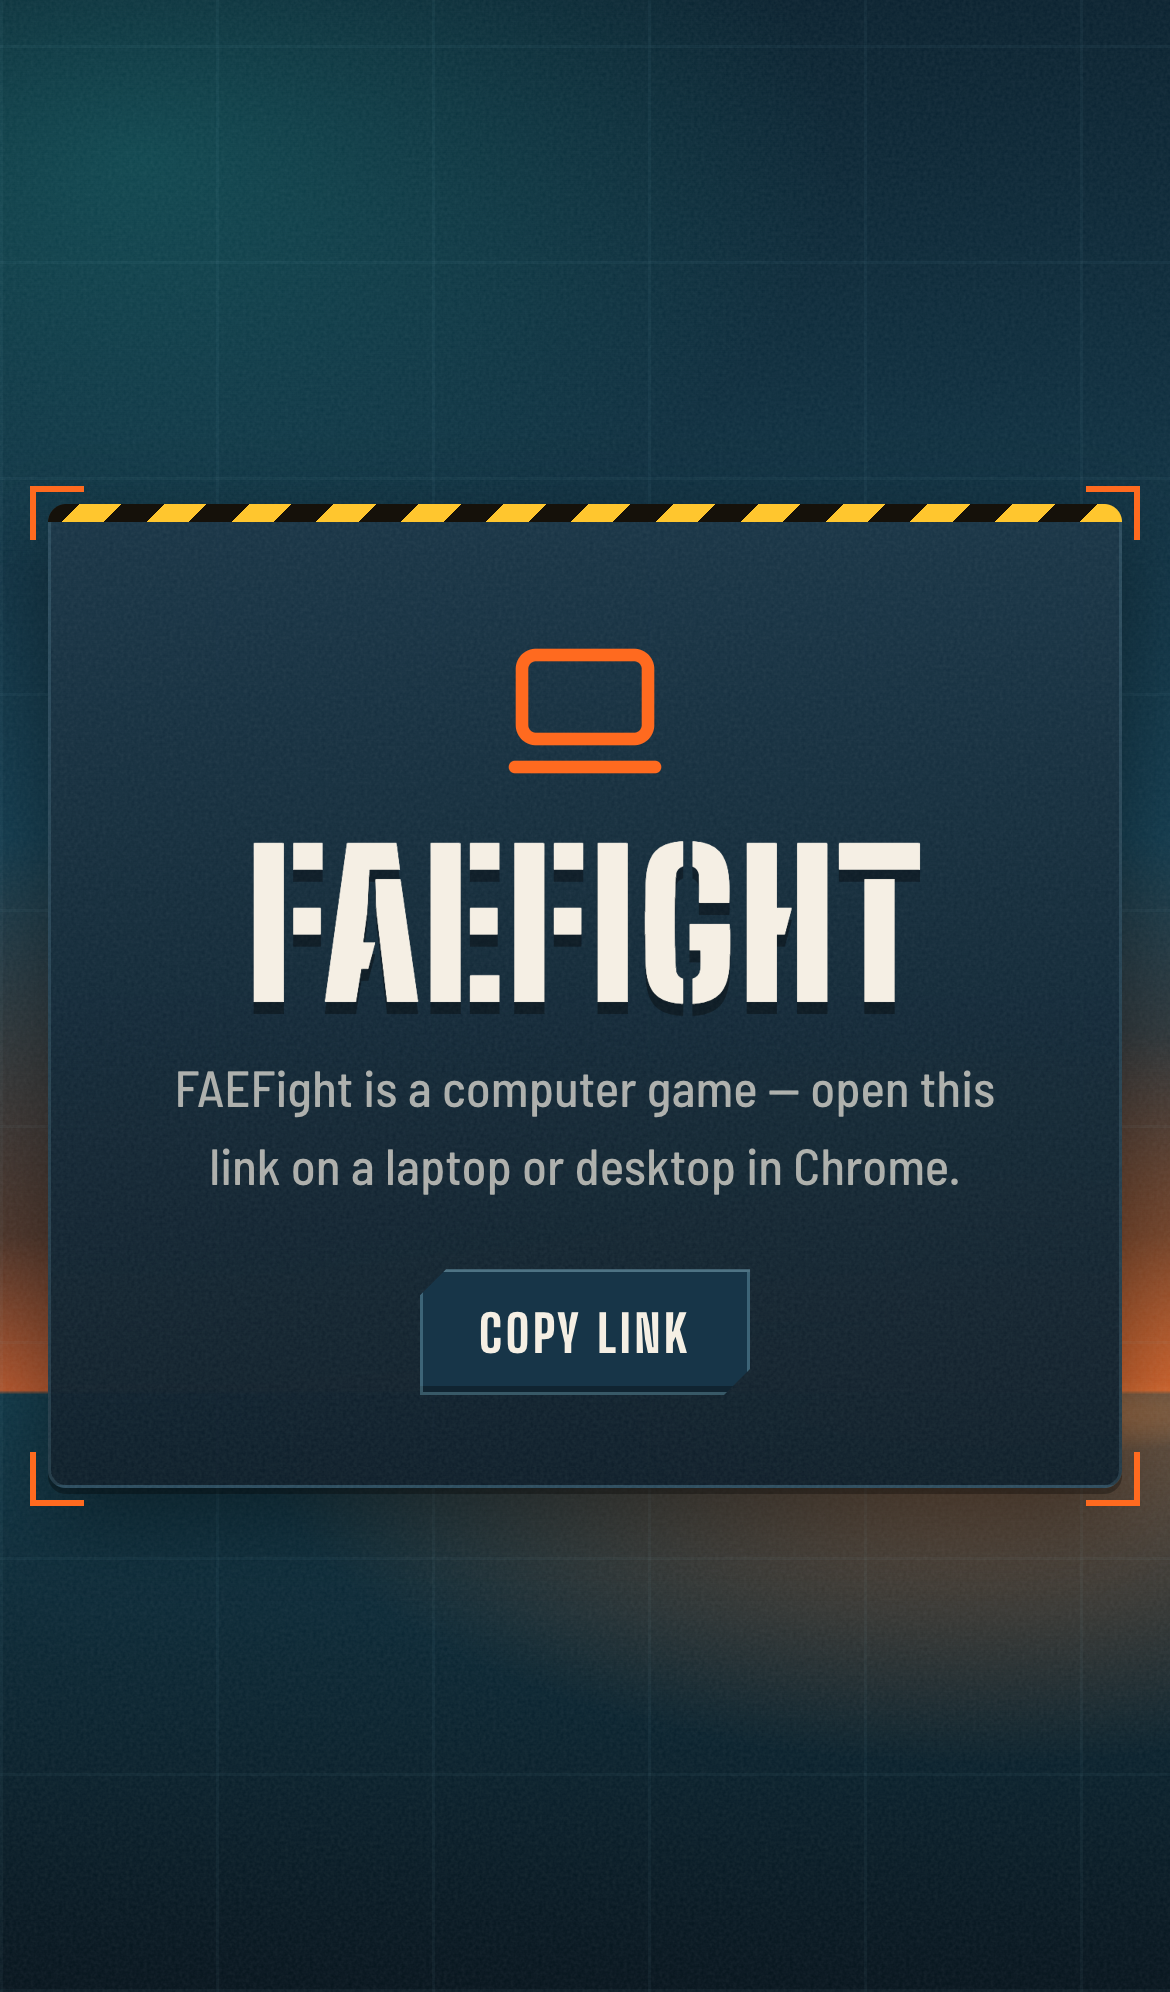 FAEFIGHT
FAEFight is a computer game — open this
link on a laptop or desktop in Chrome.
COPY LINK